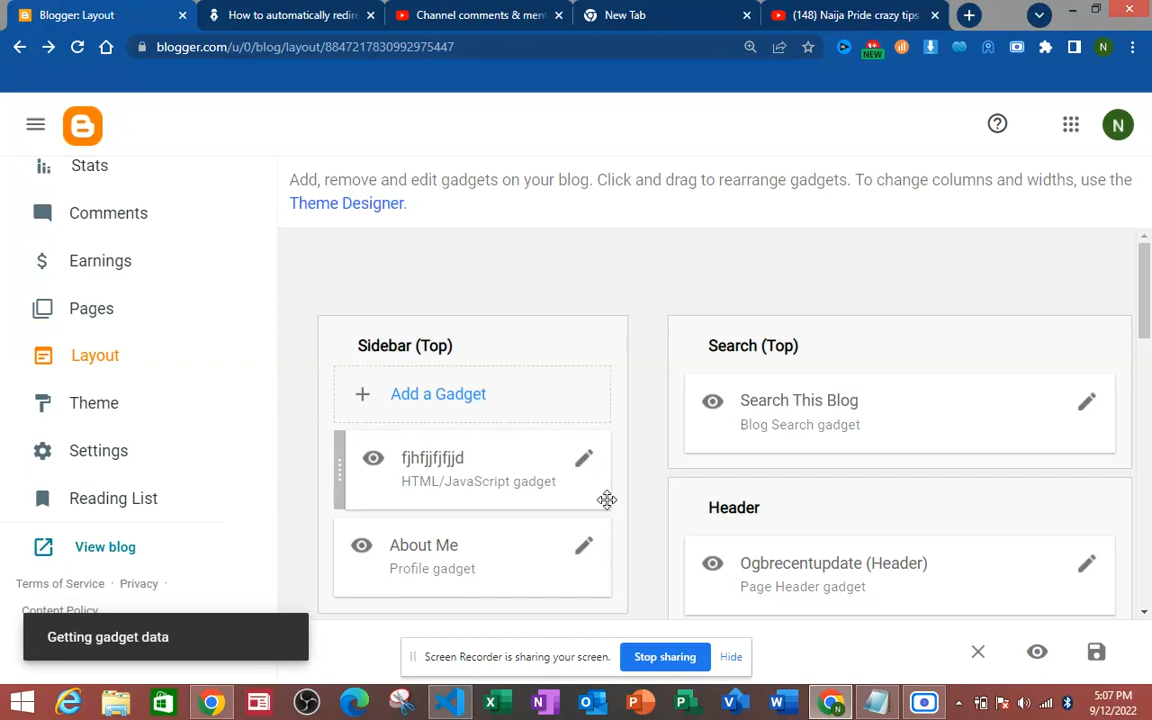 Blogger: Layout
How to automatically redire
Channel comments & ment
New Tab
(148) Naija Pride crazy tips
blogger.com/u/0/blog/layout/8847217830992975447
NEW
N
N
Stats
Comments
Earnings
Pages
Layout
Theme
Settings
Reading List
View blog
Terms of Service · Privacy ·
Content Policy
Getting gadget data
Add, remove and edit gadgets on your blog. Click and drag to rearrange gadgets. To change columns and widths, use the
Theme Designer.
Sidebar (Top)
Add a Gadget
fjhfjjfjfjjd
HTML/JavaScript gadget
About Me
Profile gadget
Search (Top)
Search This Blog
Blog Search gadget
Header
Ogbrecentupdate (Header)
Page Header gadget
Screen Recorder is sharing your screen.
Stop sharing
Hide
5:07 PM
9/12/2022